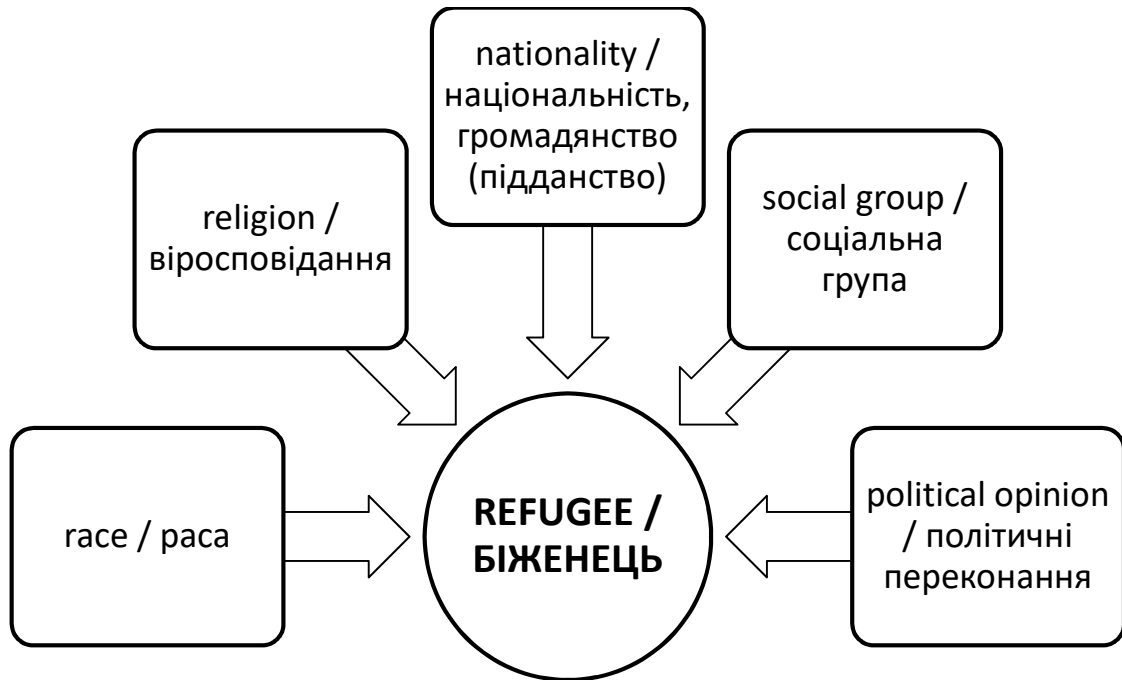 nationality /
національність,
громадянство
(підданство)
religion /
віросповідання
social group /
соціальна
група
race / раса
REFUGEE /
БІЖЕНЕЦЬ
political opinion
/ політичні
переконання